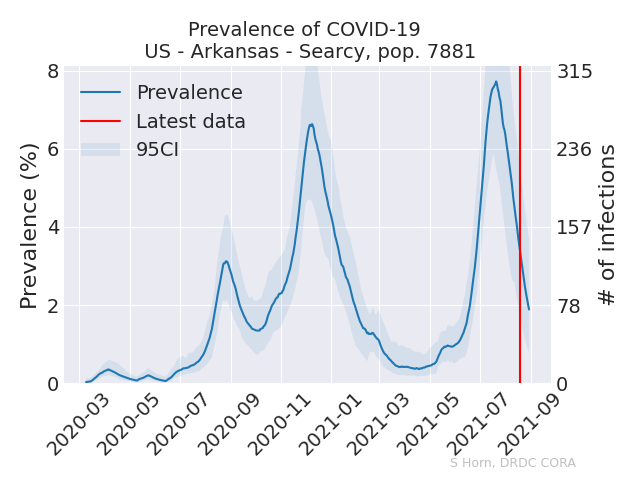 Prevalence of COVID-19
US - Arkansas - Searcy, pop. 7881
Prevalence
Latest data
95CI
Prevalence (%)
8
6
4
2
0
# of infections
315
236
157
78
0
2020-03
2020-05
2020-07
2020-09
2020-11
2021-01
2021-03
2021-05
2021-07
2021-09
S Horn, DRDC CORA